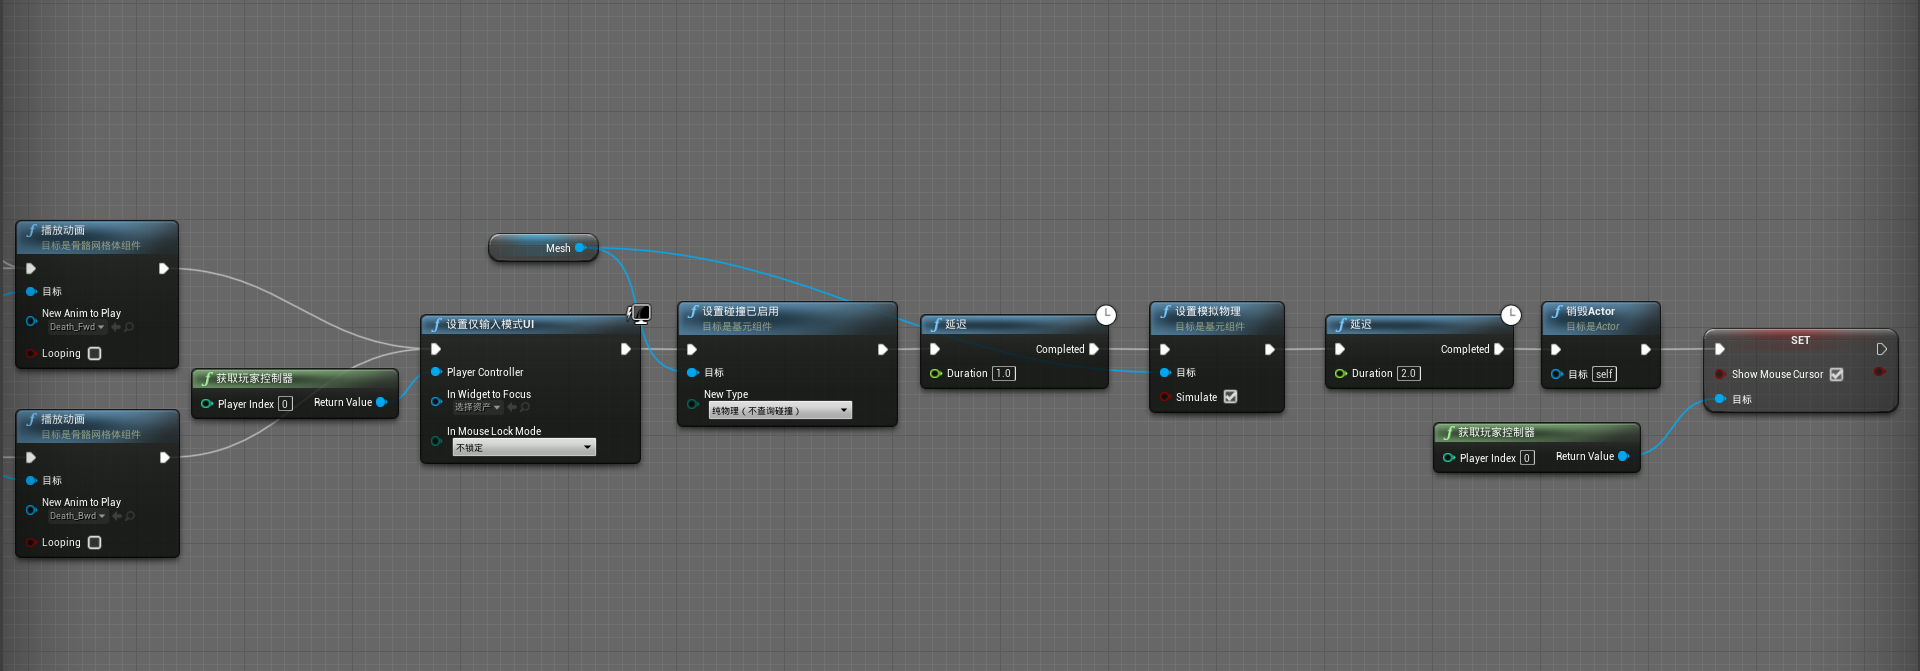 播放动画
目标是骨骼网格体组件
目标
New Anim to Play
Death_Fwd
Looping
播放动画
目标是骨骼网格体组件
目标
New Anim to Play
Death_Bwd
Looping
获取玩家控制器
Player Index 0
Return Value
Mesh
设置仅输入模式UI
Player Controller
In Widget to Focus
选择资产
In Mouse Lock Mode
不锁定
设置碰撞已启用
目标是基元组件
目标
New Type
纯物理（不查询碰撞）
延迟
Completed
Duration 1.0
设置模拟物理
目标是基元组件
目标
Simulate
延迟
Completed
Duration 2.0
销毁Actor
目标是Actor
目标 self
获取玩家控制器
Player Index 0
Return Value
SET
Show Mouse Cursor
目标